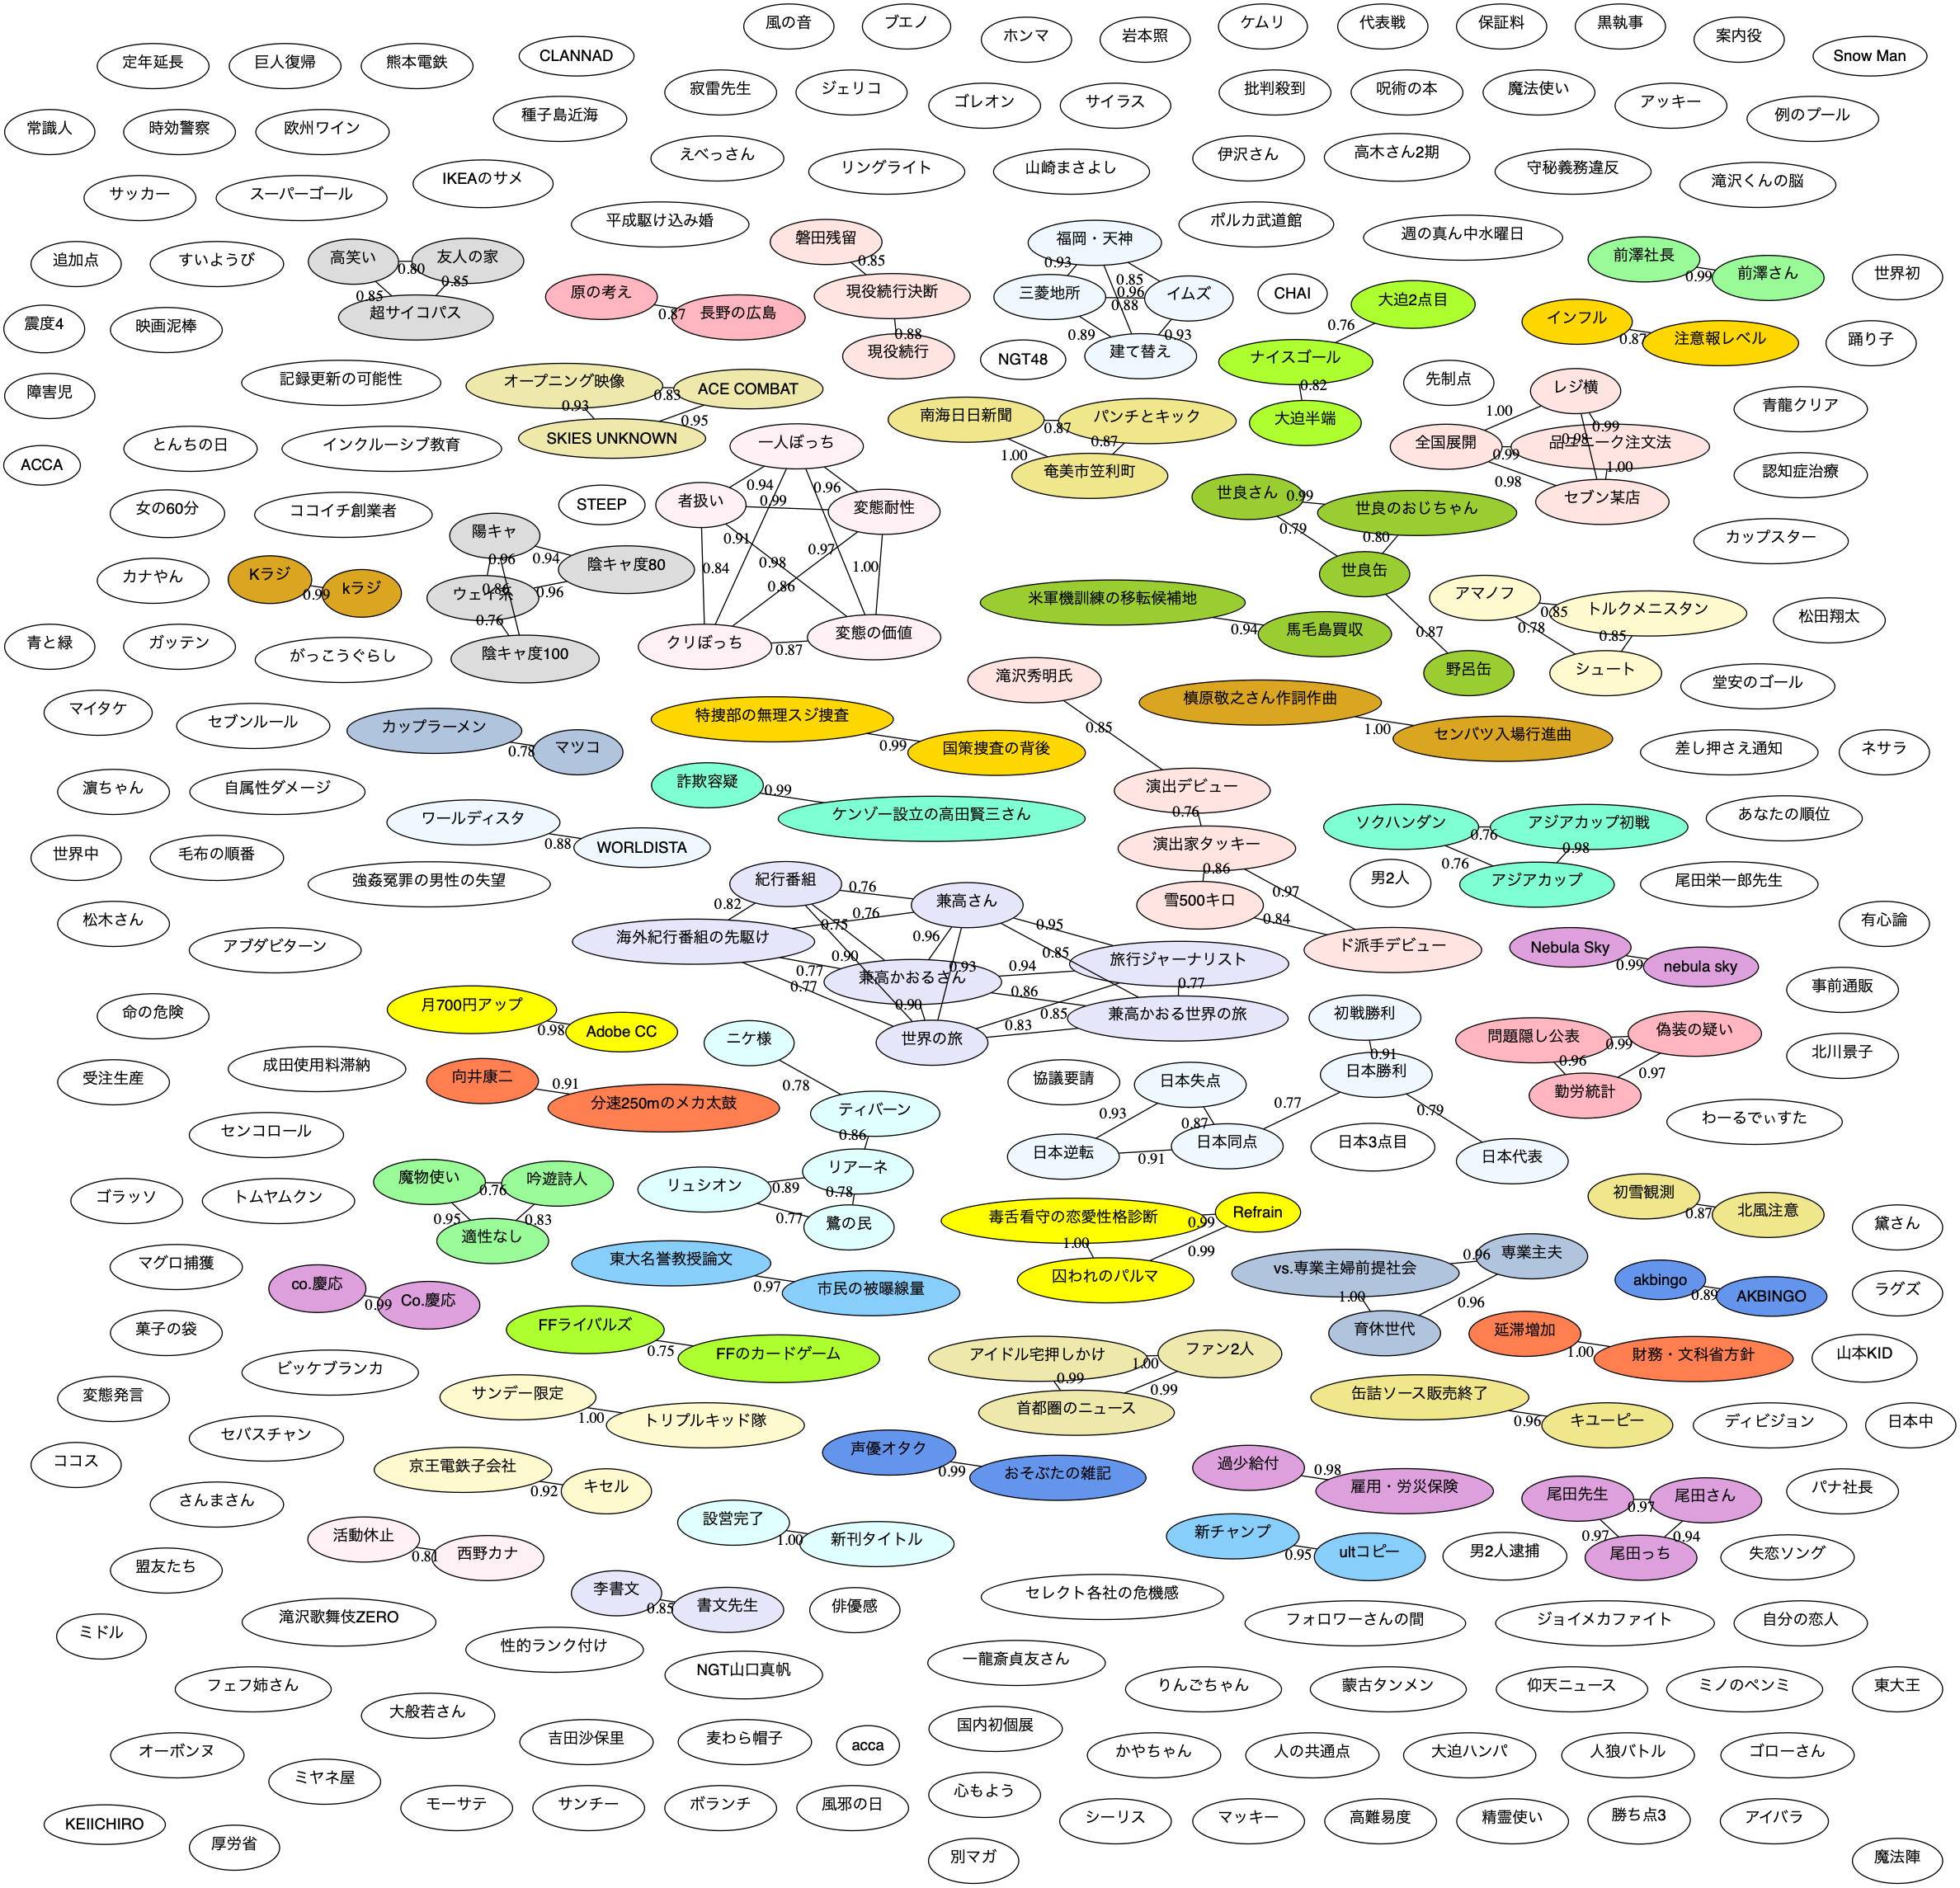 風の音
ブエノ
ホンマ
岩本照
ケムリ
代表戦
保証料
黒執事
案内役
Snow Man
定年延長
巨人復帰
熊本電鉄
CLANNAD
寂雷先生
ジェリコ
ゴレオン
サイラス
批判殺到
呪術の本
魔法使い
アッキー
例のプール
常識人
時効警察
欧州ワイン
種子島近海
えべっさん
リングライト
山崎まさよし
伊沢さん
高木さん2期
守秘義務違反
滝沢くんの脳
サッカー
スーパーゴール
IKEAのサメ
平成駆け込み婚
磐田残留
0.85
現役続行決断
0.88
現役続行
福岡・天神
0.93
0.85
三菱地所
0.96
イムズ
0.88
0.89
0.93
建て替え
ポルカ武道館
週の真ん中水曜日
前澤社長
0.99
前澤さん
世界初
追加点
すいようび
高笑い
0.80
友人の家
0.85
0.85
超サイコパス
原の考え
0.87
長野の広島
CHAI
大迫2点目
0.76
ナイスゴール
0.82
大迫半端
インフル
0.87
注意報レベル
踊り子
震度4
映画泥棒
NGT48
記録更新の可能性
オープニング映像
0.83
ACE COMBAT
0.93
0.95
SKIES UNKNOWN
先制点
レジ横
1.00
0.99
0.98
全国展開
品ユニーク注文法
0.99
1.00
0.98
セブン某店
青龍クリア
障害児
とんちの日
インクルーシブ教育
南海日日新聞
0.87
パンチとキック
0.87
1.00
奄美市笠利町
認知症治療
ACCA
女の60分
ココイチ創業者
STEEP
一人ぼっち
0.94
0.96
者扱い
0.99
変態耐性
0.91
0.97
0.84
0.98
0.86
1.00
クリぼっち
0.87
変態の価値
世良さん
0.99
世良のおじちゃん
0.79
0.80
世良缶
0.87
野呂缶
カップスター
陽キャ
0.94
0.96
陰キャ度80
0.86
ウェイ系
0.96
0.76
陰キャ度100
カナやん
Kラジ
0.99
kラジ
米軍機訓練の移転候補地
0.94
馬毛島買収
アマノフ
0.85
トルクメニスタン
0.78
0.85
シュート
松田翔太
青と緑
ガッテン
がっこうぐらし
堂安のゴール
マイタケ
セブンルール
カップラーメン
0.78
マツコ
特捜部の無理スジ捜査
0.99
国策捜査の背後
滝沢秀明氏
0.85
演出デビュー
0.76
演出家タッキー
0.86
0.97
雪500キロ
0.84
ド派手デビュー
槙原敬之さん作詞作曲
1.00
センバツ入場行進曲
差し押さえ通知
ネサラ
濵ちゃん
自属性ダメージ
詐欺容疑
0.99
ケンゾー設立の高田賢三さん
ワールディスタ
0.88
WORLDISTA
ソクハンダン
0.76
アジアカップ初戦
0.76
0.98
アジアカップ
あなたの順位
世界中
毛布の順番
強姦冤罪の男性の失望
男2人
尾田栄一郎先生
紀行番組
0.76
兼高さん
0.82
0.76
0.75
0.95
海外紀行番組の先駆け
0.96
0.85
旅行ジャーナリスト
0.90
0.77
0.77
兼高かおるさん
0.93
0.94
0.77
0.86
0.90
0.85
兼高かおる世界の旅
世界の旅
0.83
松木さん
アブダビターン
有心論
Nebula Sky
0.99
nebula sky
命の危険
月700円アップ
0.98
Adobe CC
事前通販
ニケ様
0.78
ティバーン
0.86
リアーネ
リュシオン
0.89
0.78
0.77
鷺の民
初戦勝利
0.91
日本勝利
0.77
0.79
日本代表
協議要請
日本失点
0.93
0.87
日本逆転
0.91
日本同点
日本3点目
問題隠し公表
0.99
偽装の疑い
0.96
0.97
勤労統計
北川景子
受注生産
成田使用料滞納
向井康二
0.91
分速250mのメカ太鼓
わーるでぃすた
センコロール
魔物使い
0.76
吟遊詩人
0.95
0.83
適性なし
ゴラッソ
トムヤムクン
毒舌看守の恋愛性格診断
0.99
Refrain
1.00
0.99
囚われのパルマ
初雪観測
0.87
北風注意
黛さん
マグロ捕獲
co.慶応
0.99
Co.慶応
東大名誉教授論文
0.97
市民の被曝線量
vs.専業主婦前提社会
0.96
専業主夫
1.00
0.96
育休世代
akbingo
0.89
AKBINGO
ラグズ
菓子の袋
FFライバルズ
0.75
FFのカードゲーム
アイドル宅押しかけ
1.00
ファン2人
0.99
0.99
首都圏のニュース
延滞増加
1.00
財務・文科省方針
山本KID
ビッケブランカ
変態発言
サンデー限定
1.00
トリプルキッド隊
缶詰ソース販売終了
0.96
キユーピー
ディビジョン
日本中
セバスチャン
声優オタク
0.99
おそぶたの雑記
ココス
京王電鉄子会社
0.92
キセル
過少給付
0.98
雇用・労災保険
尾田先生
0.97
尾田さん
0.97
0.94
尾田っち
パナ社長
さんまさん
活動休止
0.81
西野カナ
設営完了
1.00
新刊タイトル
新チャンプ
0.95
ultコピー
男2人逮捕
失恋ソング
盟友たち
李書文
0.85
書文先生
俳優感
セレクト各社の危機感
フォロワーさんの間
ジョイメカファイト
自分の恋人
ミドル
滝沢歌舞伎ZERO
性的ランク付け
NGT山口真帆
一龍斎貞友さん
りんごちゃん
蒙古タンメン
仰天ニュース
ミノのペンミ
東大王
フェフ姉さん
大般若さん
吉田沙保里
麦わら帽子
acca
国内初個展
かやちゃん
人の共通点
大迫ハンパ
人狼バトル
ゴローさん
オーボンヌ
ミヤネ屋
モーサテ
サンチー
ボランチ
風邪の日
心もよう
シーリス
マッキー
高難易度
精霊使い
勝ち点3
アイバラ
KEIICHIRO
厚労省
別マガ
魔法陣